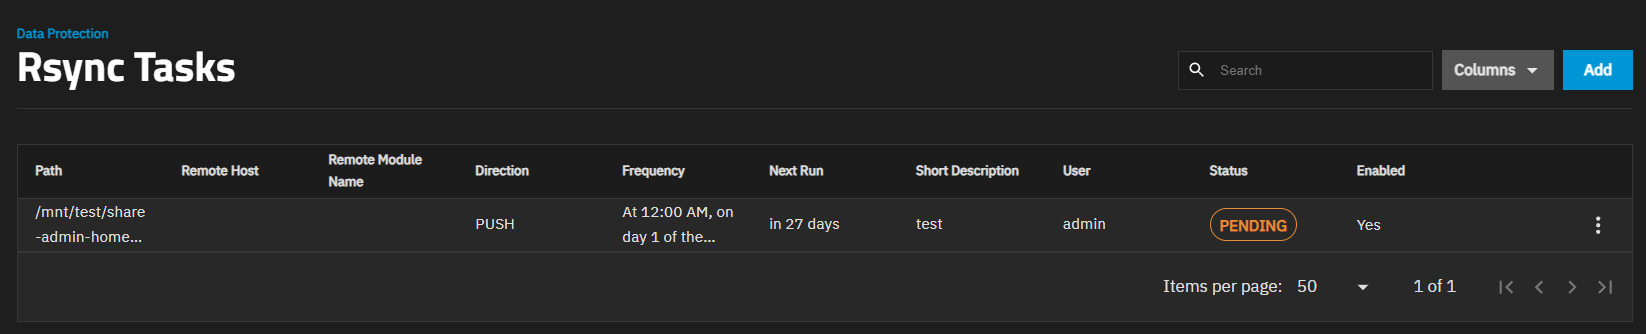 Data Protection
Rsync Tasks
Search
Columns
Add
Path
Remote Host
Remote Module
Name
Direction
Frequency
Next Run
Short Description
User
Status
Enabled
/mnt/test/share
-admin-home...
PUSH
At 12:00 AM, on
day 1 of the...
in 27 days
test
admin
PENDING
Yes
Items per page: 50
1 of 1